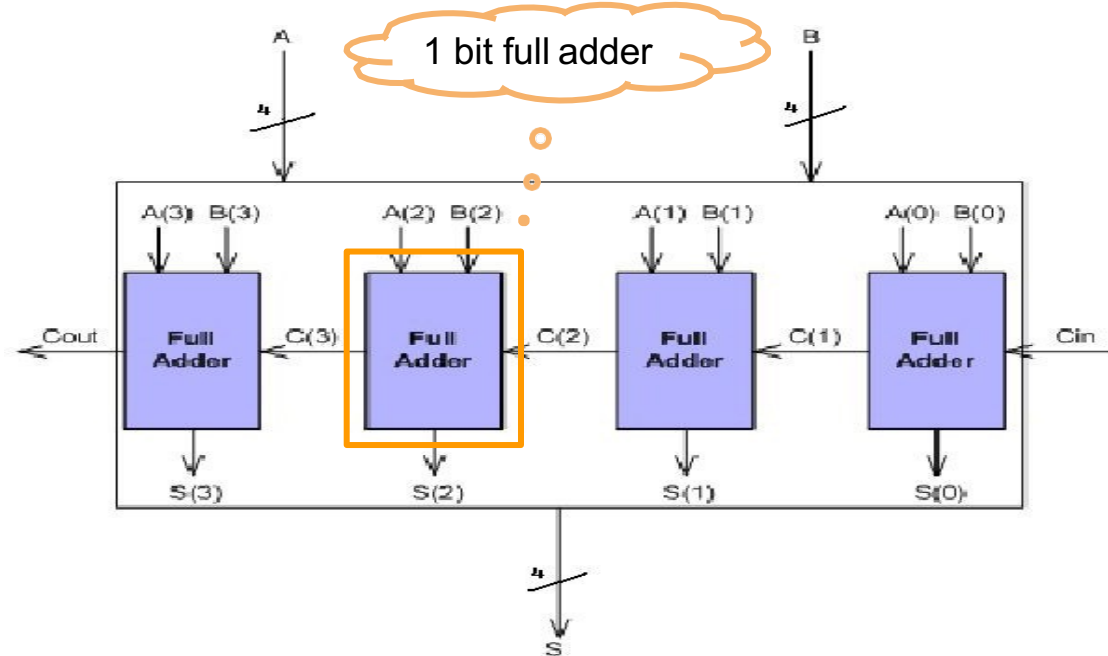 A
1 bit full adder
B
4
4
A(3) B(3)
A(2) B(2)
A(1) B(1)
A(0) B(0)
Cout
Full
Adder
C(3)
Full
Adder
C(2)
Full
Adder
C(1)
Full
Adder
Cin
S(3)
S(2)
S(1)
S(0)
4
S